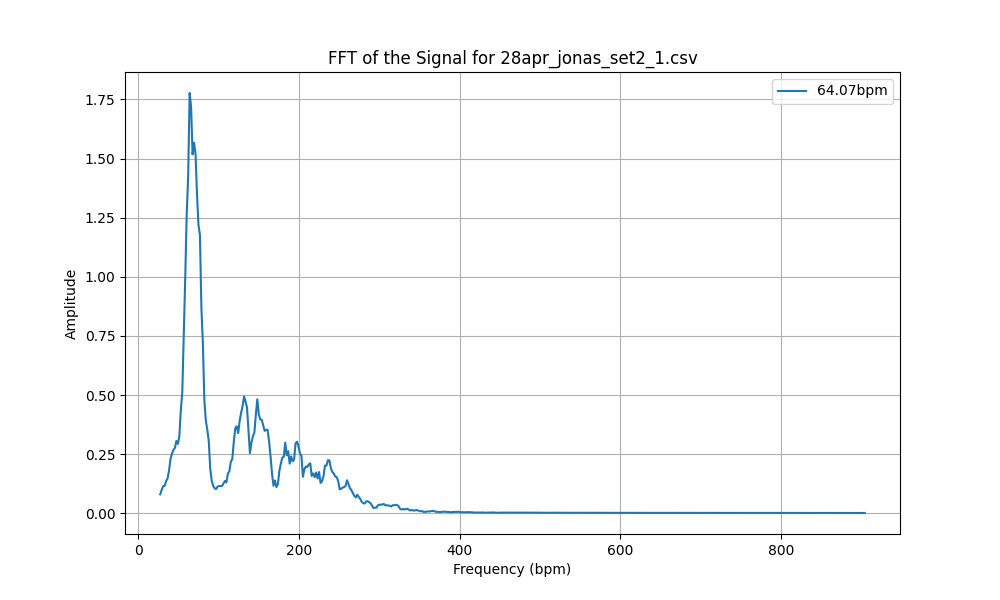 FFT of the Signal for 28apr_jonas_set2_1.csv
64.07bpm
Amplitude
1.75
1.50
1.25
1.00
0.75
0.50
0.25
0.00
0 200 400 600 800
Frequency (bpm)